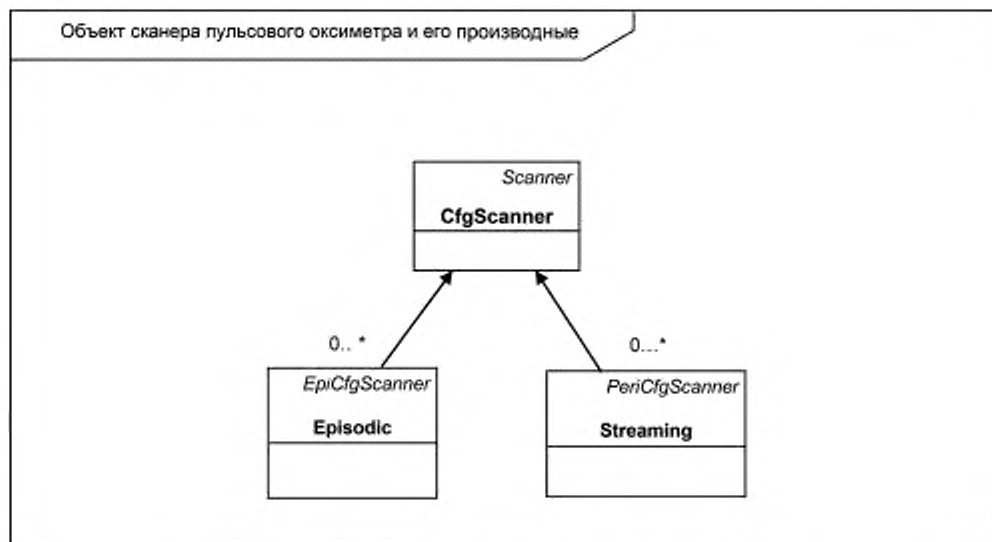 Объект сканера пульсового оксиметра и его производные
Scanner
CfgScanner
0.. *
0...*
EpiCfgScanner
PeriCfgScanner
Episodic
Streaming